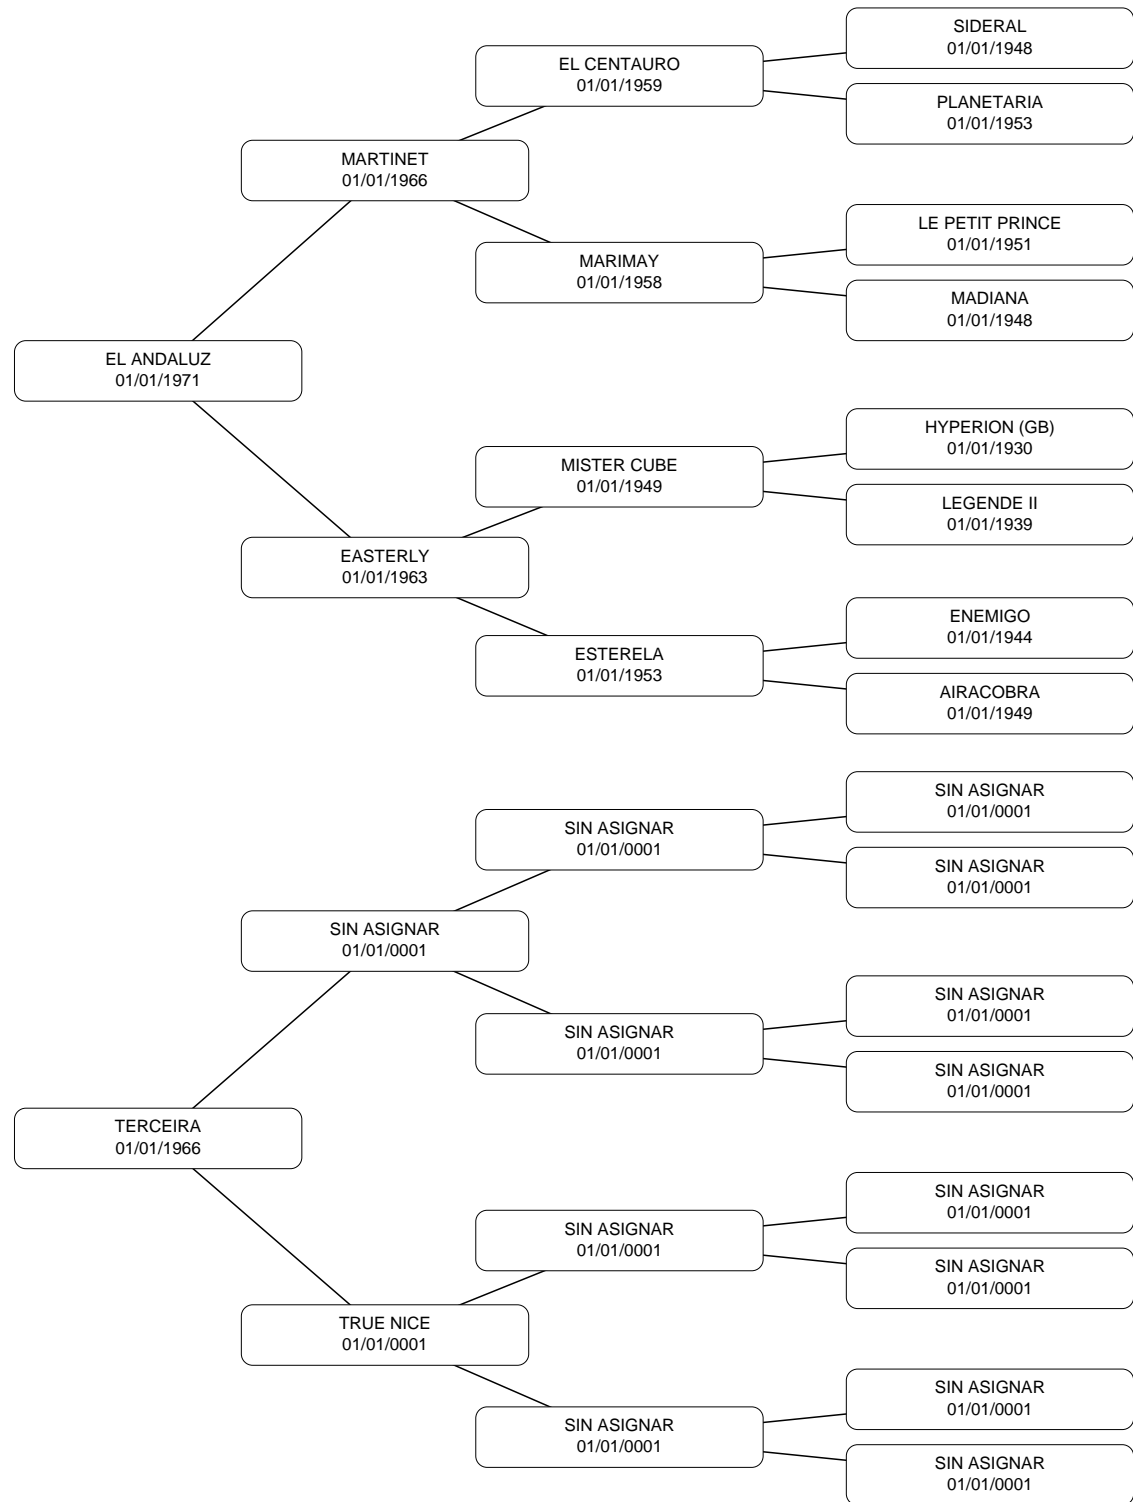 SIDERAL
01/01/1948
EL CENTAURO
01/01/1959
PLANETARIA
01/01/1953
MARTINET
01/01/1966
LE PETIT PRINCE
01/01/1951
MARIMAY
01/01/1958
MADIANA
01/01/1948
EL ANDALUZ
01/01/1971
HYPERION (GB)
01/01/1930
MISTER CUBE
01/01/1949
LEGENDE II
01/01/1939
EASTERLY
01/01/1963
ENEMIGO
01/01/1944
ESTERELA
01/01/1953
AIRACOBRA
01/01/1949
SIN ASIGNAR
01/01/0001
SIN ASIGNAR
01/01/0001
SIN ASIGNAR
01/01/0001
SIN ASIGNAR
01/01/0001
SIN ASIGNAR
01/01/0001
SIN ASIGNAR
01/01/0001
SIN ASIGNAR
01/01/0001
TERCEIRA
01/01/1966
SIN ASIGNAR
01/01/0001
SIN ASIGNAR
01/01/0001
SIN ASIGNAR
01/01/0001
TRUE NICE
01/01/0001
SIN ASIGNAR
01/01/0001
SIN ASIGNAR
01/01/0001
SIN ASIGNAR
01/01/0001